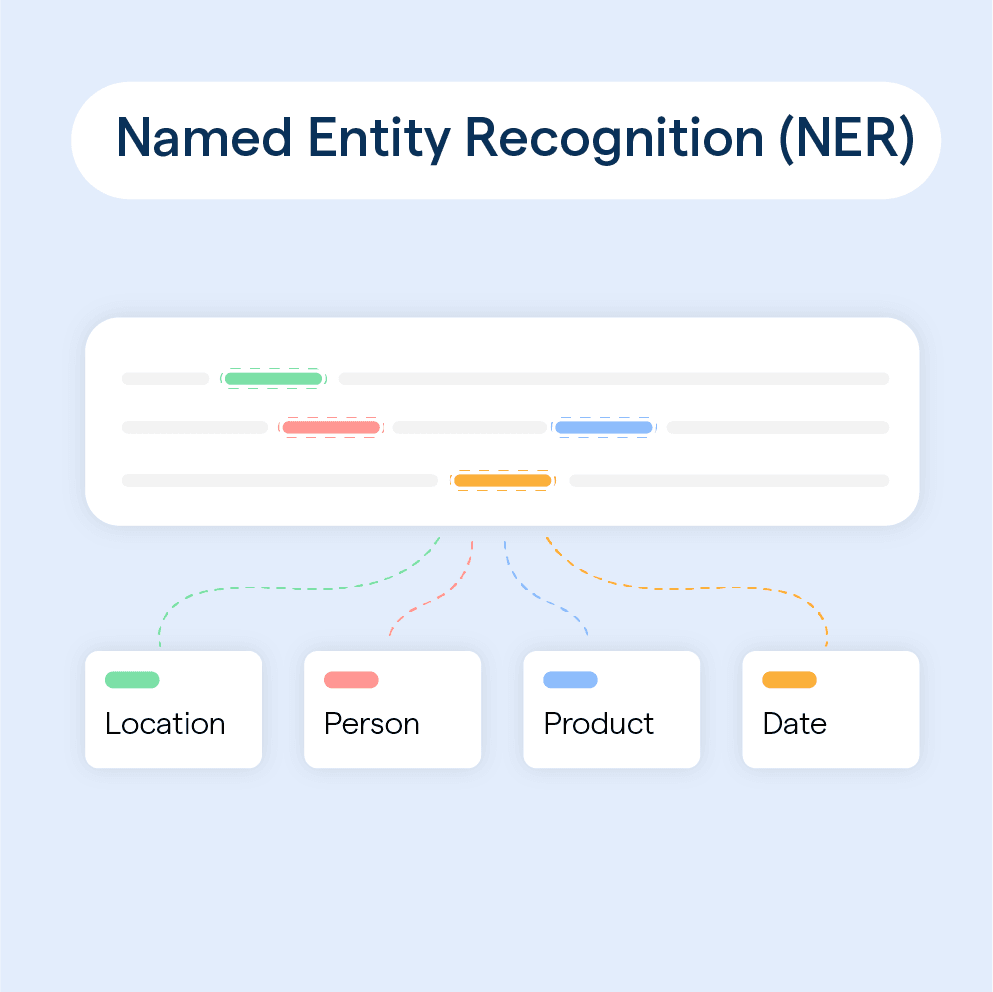 Named Entity Recognition (NER)
Location
Person
Product
Date